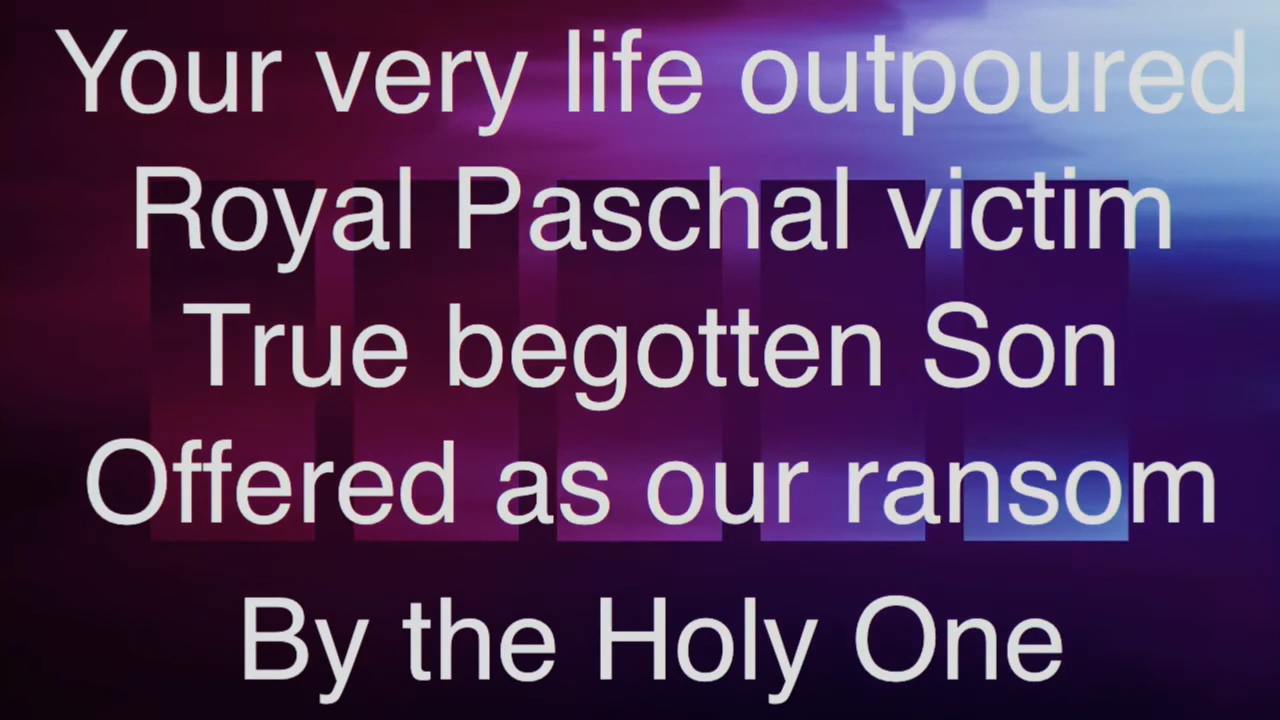 Your very life outpoured
Royal Paschal victim
True begotten Son
Offered as our ransom
By the Holy One